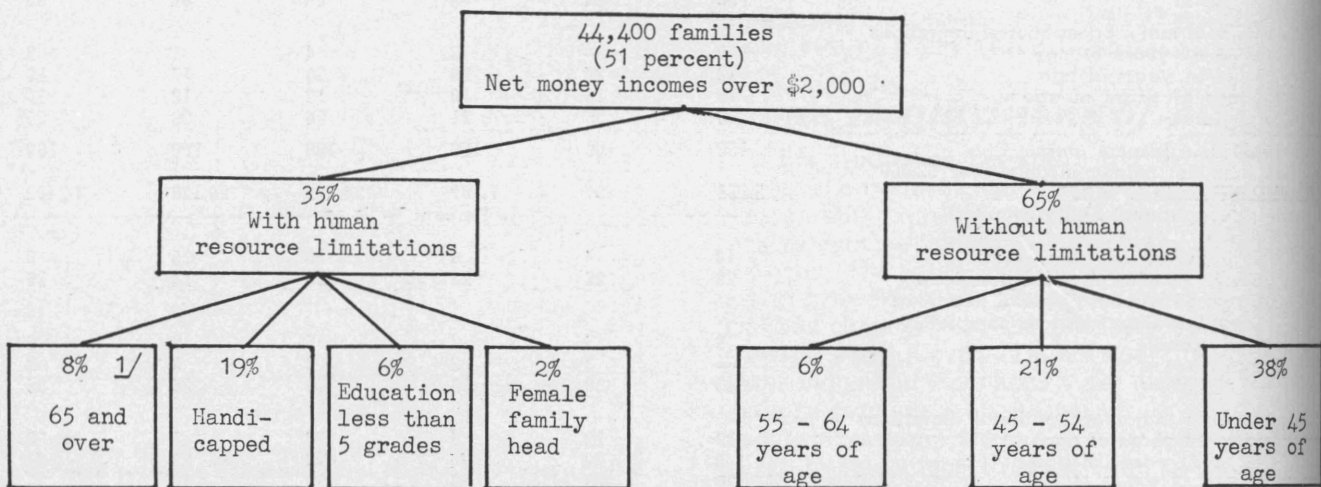 44,400 families
(51 percent)
Net money incomes over $2,000
35%
With human
resource limitations
65%
Without human
resource limitations
8% 1/
65 and
over
19%
Handi-
capped
6%
Education
less than
5 grades
2%
Female
family
head
6%
55 - 64
years of
age
21%
45 - 54
years of
age
38%
Under 45
years of
age